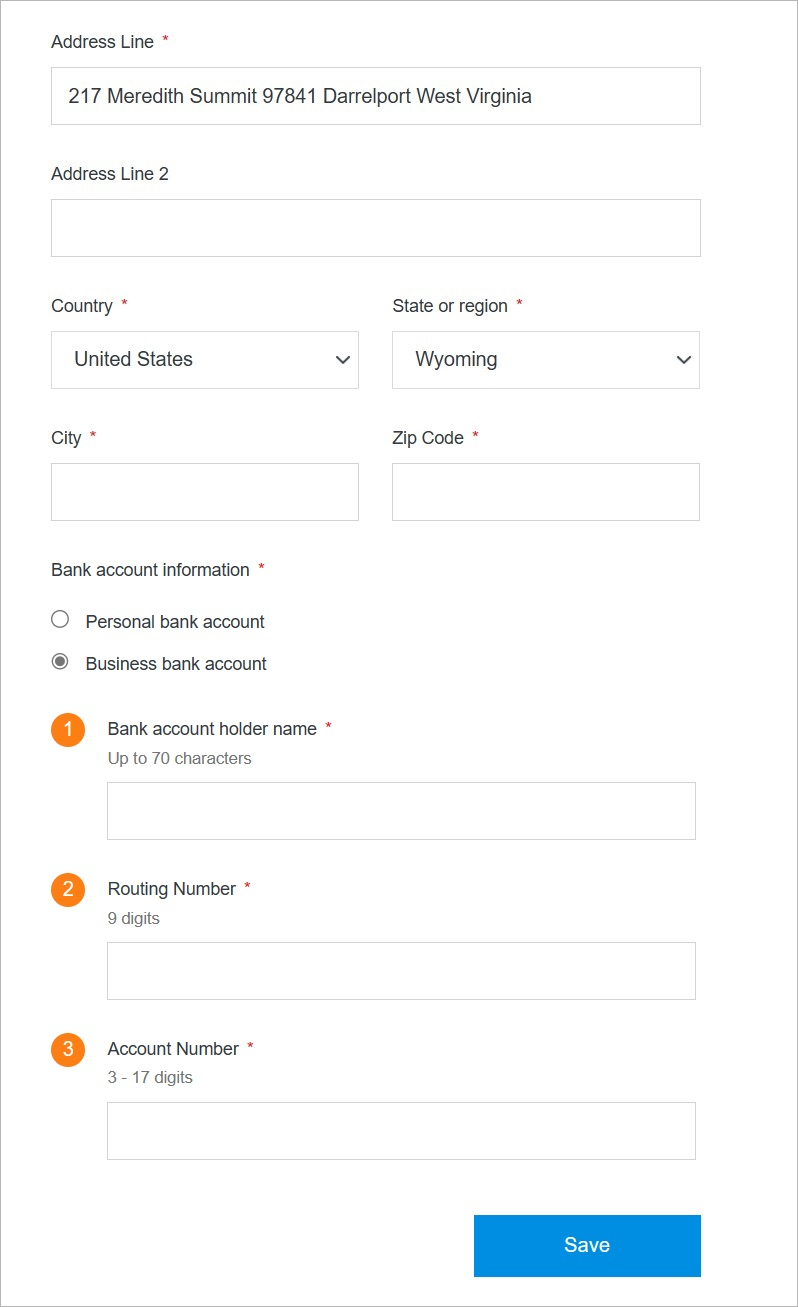 Address Line *
217 Meredith Summit 97841 Darrelport West Virginia
Address Line 2
Country * State or region *
United States Wyoming
City * Zip Code *
Bank account information *
Personal bank account
Business bank account
1 Bank account holder name *
Up to 70 characters
2 Routing Number *
9 digits
3 Account Number *
3 - 17 digits
Save